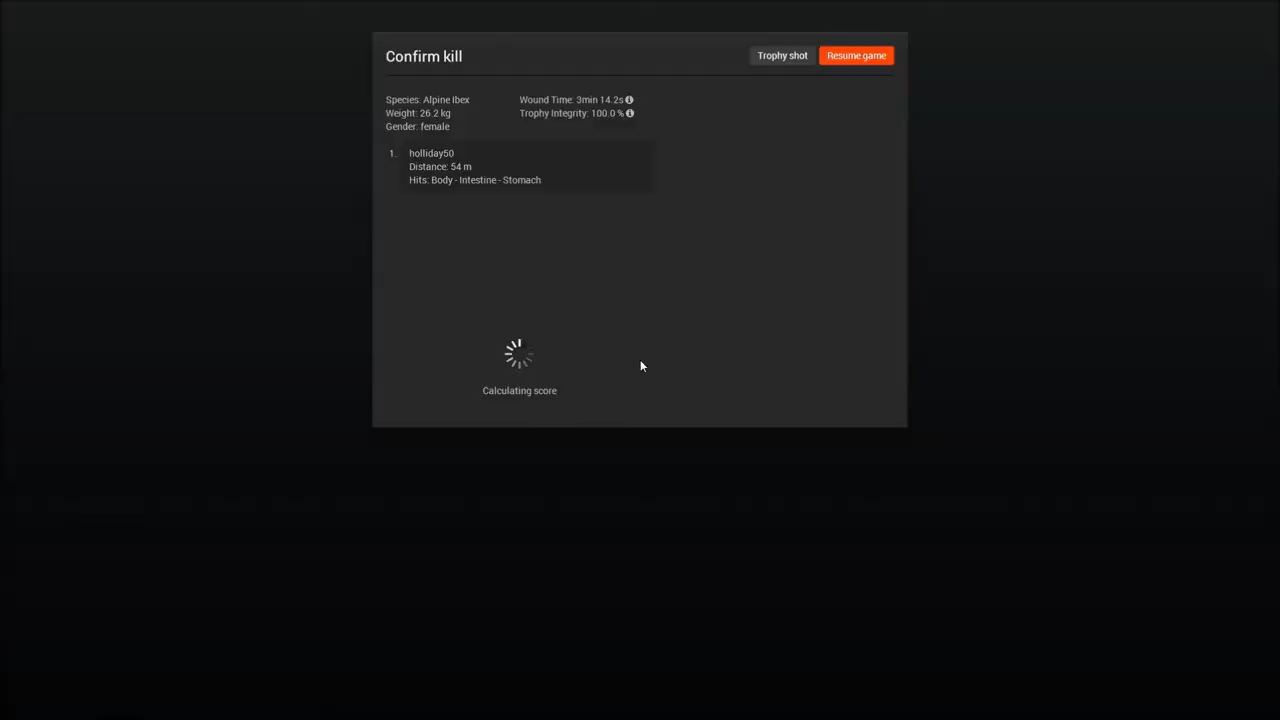 Confirm kill
Trophy shot
Resume game
Species: Alpine Ibex
Weight: 26.2 kg
Gender: female
Wound Time: 3min 14.2s
Trophy Integrity: 100.0 %
1.
holliday50
Distance: 54 m
Hits: Body - Intestine - Stomach
Calculating score